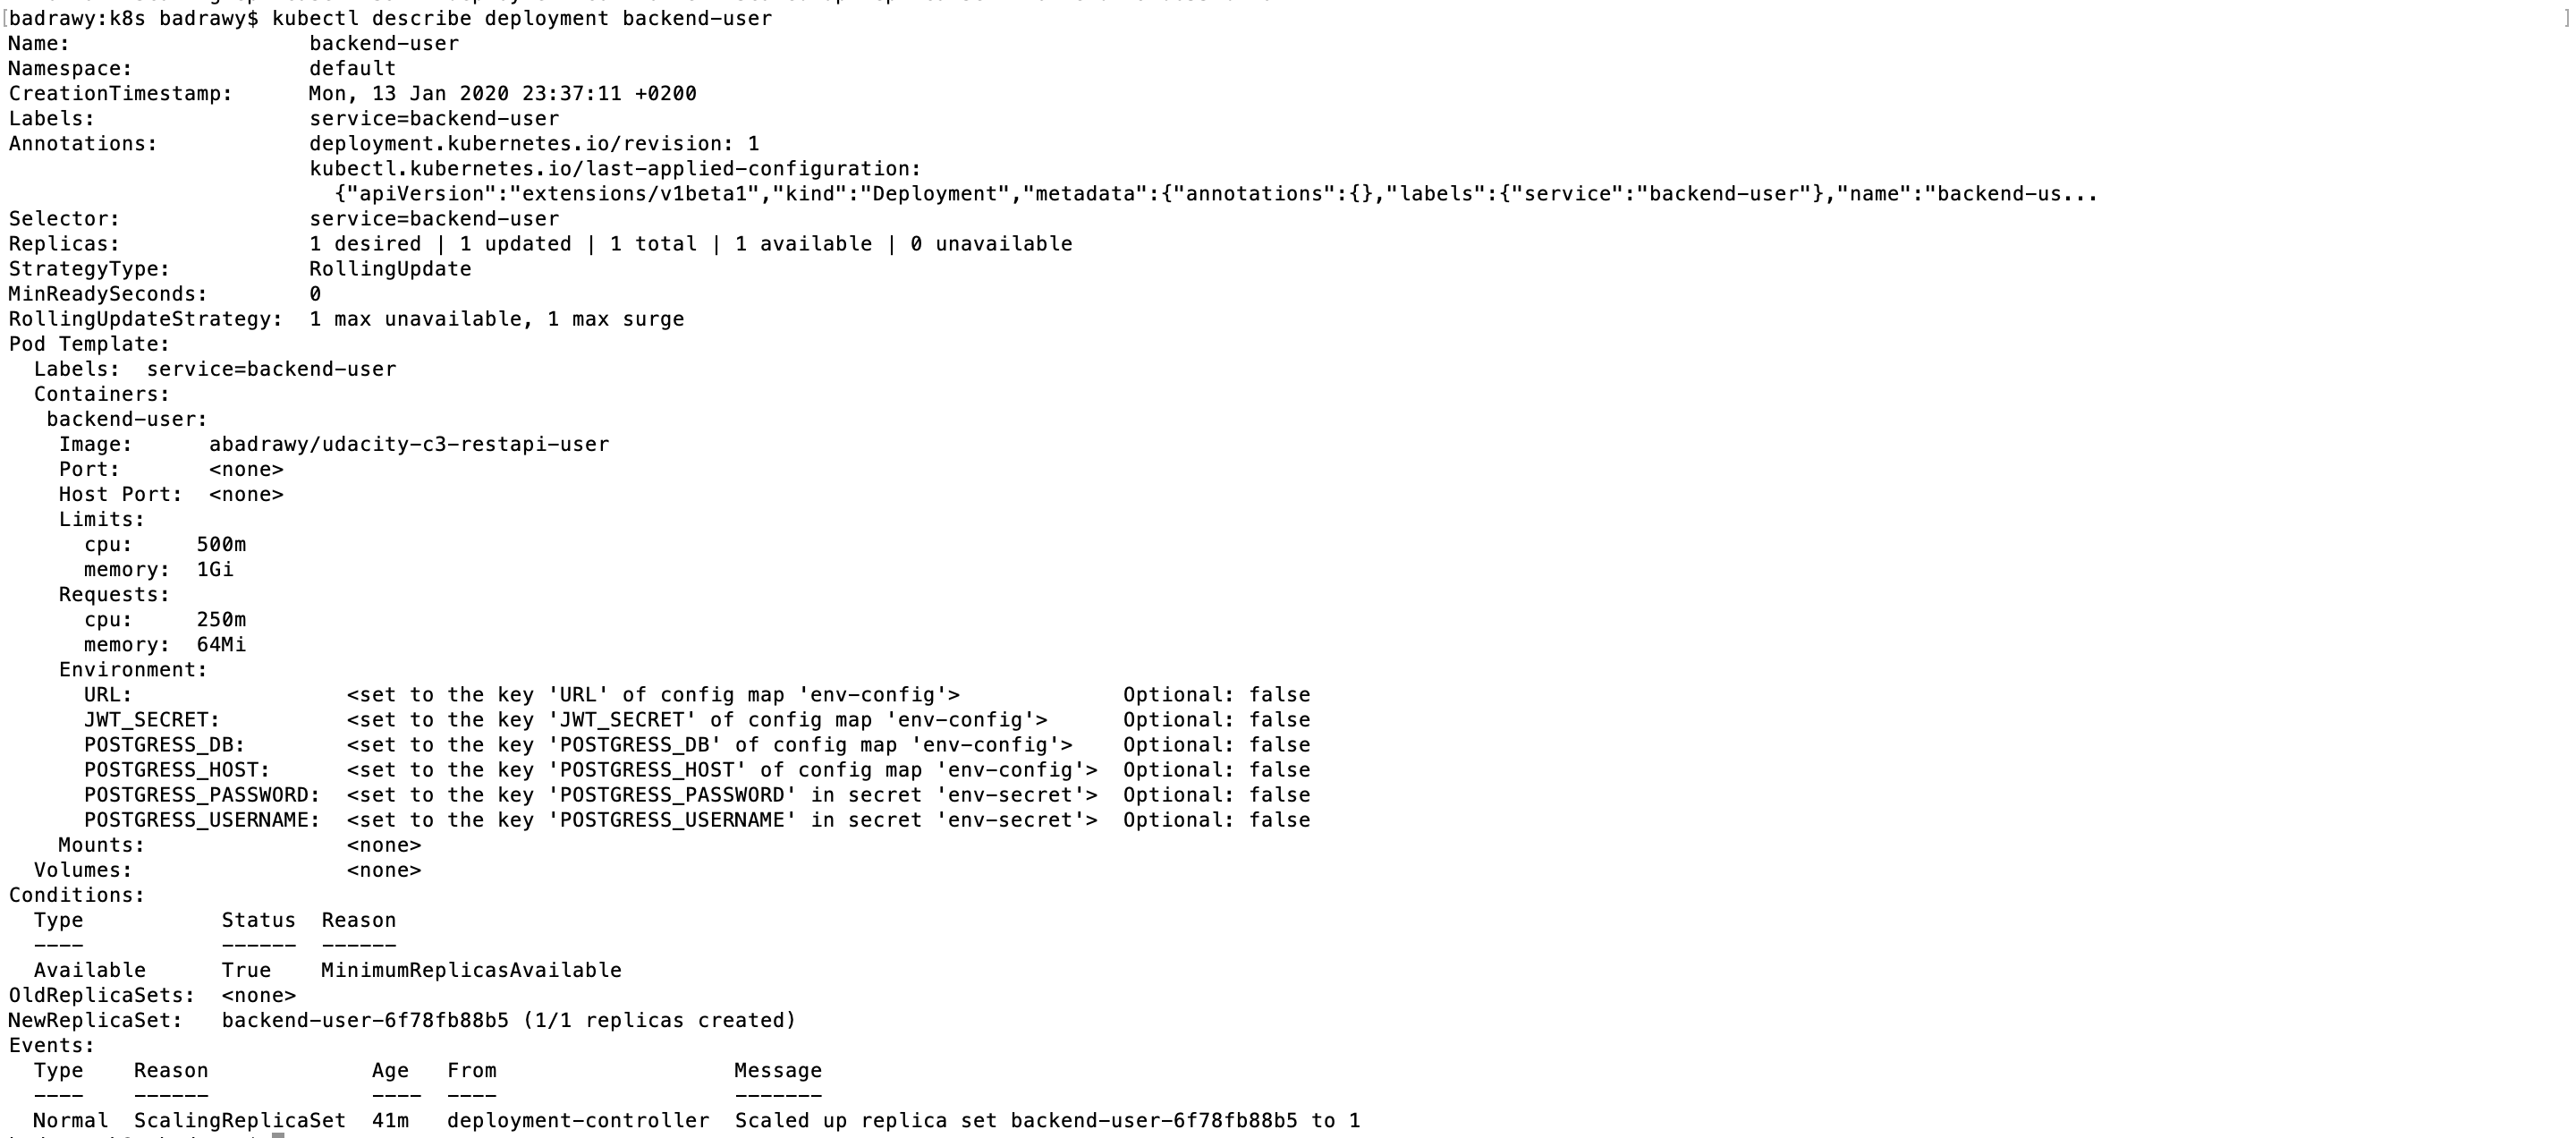 [badrawy:k8s badrawy$ kubectl describe deployment backend-user ]
Name:                   backend-user
Namespace:              default
CreationTimestamp:      Mon, 13 Jan 2020 23:37:11 +0200
Labels:                 service=backend-user
Annotations:            deployment.kubernetes.io/revision: 1
                        kubectl.kubernetes.io/last-applied-configuration:
                          {"apiVersion":"extensions/v1beta1","kind":"Deployment","metadata":{"annotations":{},"labels":{"service":"backend-user"},"name":"backend-us...
Selector:               service=backend-user
Replicas:               1 desired | 1 updated | 1 total | 1 available | 0 unavailable
StrategyType:           RollingUpdate
MinReadySeconds:        0
RollingUpdateStrategy:  1 max unavailable, 1 max surge
Pod Template:
  Labels:  service=backend-user
  Containers:
   backend-user:
    Image:      abadrawy/udacity-c3-restapi-user
    Port:       <none>
    Host Port:  <none>
    Limits:
      cpu:     500m
      memory:  1Gi
    Requests:
      cpu:     250m
      memory:  64Mi
    Environment:
      URL:                 <set to the key 'URL' of config map 'env-config'>             Optional: false
      JWT_SECRET:          <set to the key 'JWT_SECRET' of config map 'env-config'>      Optional: false
      POSTGRESS_DB:        <set to the key 'POSTGRESS_DB' of config map 'env-config'>    Optional: false
      POSTGRESS_HOST:      <set to the key 'POSTGRESS_HOST' of config map 'env-config'>  Optional: false
      POSTGRESS_PASSWORD:  <set to the key 'POSTGRESS_PASSWORD' in secret 'env-secret'>  Optional: false
      POSTGRESS_USERNAME:  <set to the key 'POSTGRESS_USERNAME' in secret 'env-secret'>  Optional: false
    Mounts:                <none>
  Volumes:                 <none>
Conditions:
  Type           Status  Reason
  ----           ------  ------
  Available      True    MinimumReplicasAvailable
OldReplicaSets:  <none>
NewReplicaSet:   backend-user-6f78fb88b5 (1/1 replicas created)
Events:
  Type    Reason             Age   From                   Message
  ----    ------             ----  ----                   -------
  Normal  ScalingReplicaSet  41m   deployment-controller  Scaled up replica set backend-user-6f78fb88b5 to 1